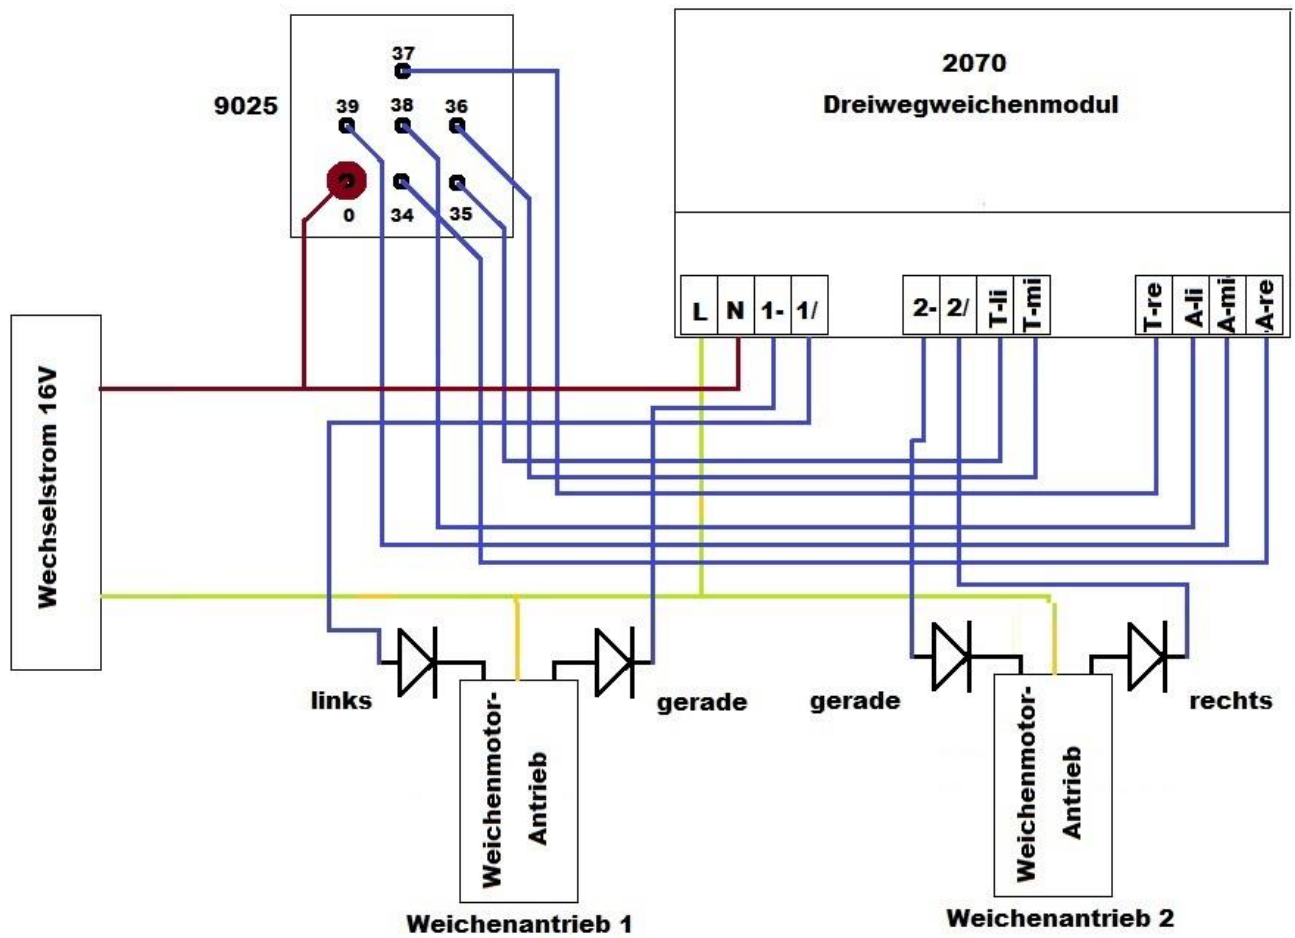 37
2070
Dreiwegweichenmodul
9025
39
38
36
0
34
35
L
N
1-
1/
2-
2/
T-li
T-mi
T-re
A-li
A-mi
A-re
Wechselstrom 16V
links
gerade
gerade
rechts
Weichenmotor-
Antrieb
Weichenmotor-
Antrieb
Weichenantrieb 1
Weichenantrieb 2